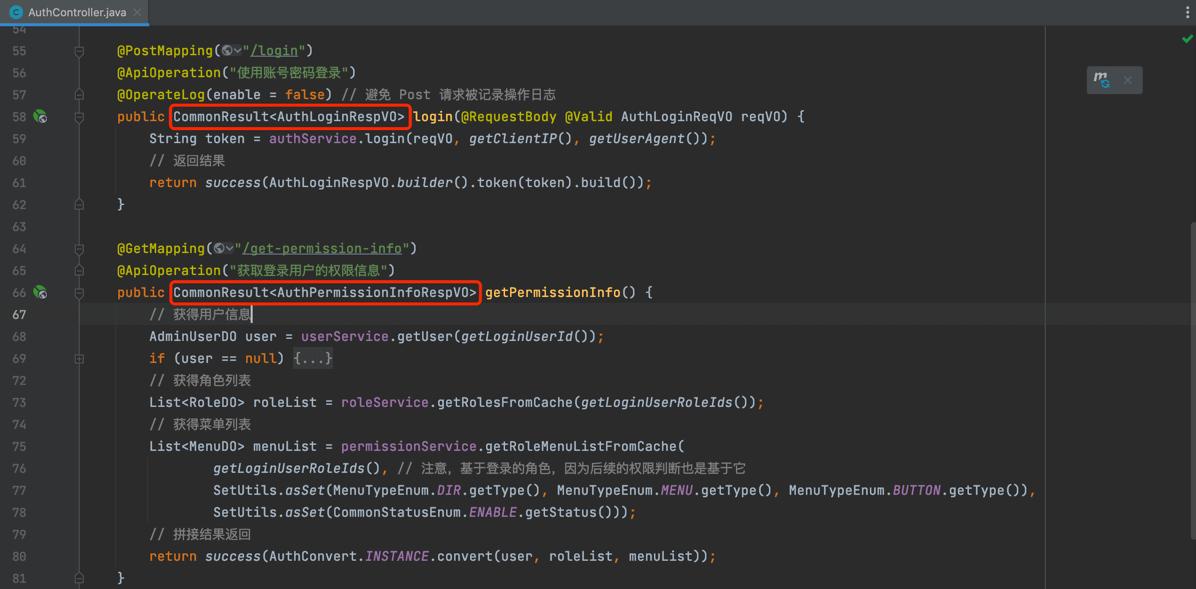 AuthController.java
54
55 @PostMapping("/login")
56 @ApiOperation("使用账号密码登录")
57 @OperateLog(enable = false) // 避免 Post 请求被记录操作日志
58 public CommonResult<AuthLoginRespVO> login(@RequestBody @Valid AuthLoginReqVO reqVO) {
59 String token = authService.login(reqVO, getClientIP(), getUserAgent());
60 // 返回结果
61 return success(AuthLoginRespVO.builder().token(token).build());
62 }
63
64 @GetMapping("/get-permission-info")
65 @ApiOperation("获取登录用户的权限信息")
66 public CommonResult<AuthPermissionInfoRespVO> getPermissionInfo() {
67 // 获得用户信息
68 AdminUserDO user = userService.getUser(getLoginUserId());
69 if (user == null) {...}
72 // 获得角色列表
73 List<RoleDO> roleList = roleService.getRolesFromCache(getLoginUserRoleIds());
74 // 获得菜单列表
75 List<MenuDO> menuList = permissionService.getRoleMenuListFromCache(
76 getLoginUserRoleIds(), // 注意，基于登录的角色，因为后续的权限判断也是基于它
77 SetUtils.asSet(MenuTypeEnum.DIR.getType(), MenuTypeEnum.MENU.getType(), MenuTypeEnum.BUTTON.getType()),
78 SetUtils.asSet(CommonStatusEnum.ENABLE.getStatus()));
79 // 拼接结果返回
80 return success(AuthConvert.INSTANCE.convert(user, roleList, menuList));
81 }